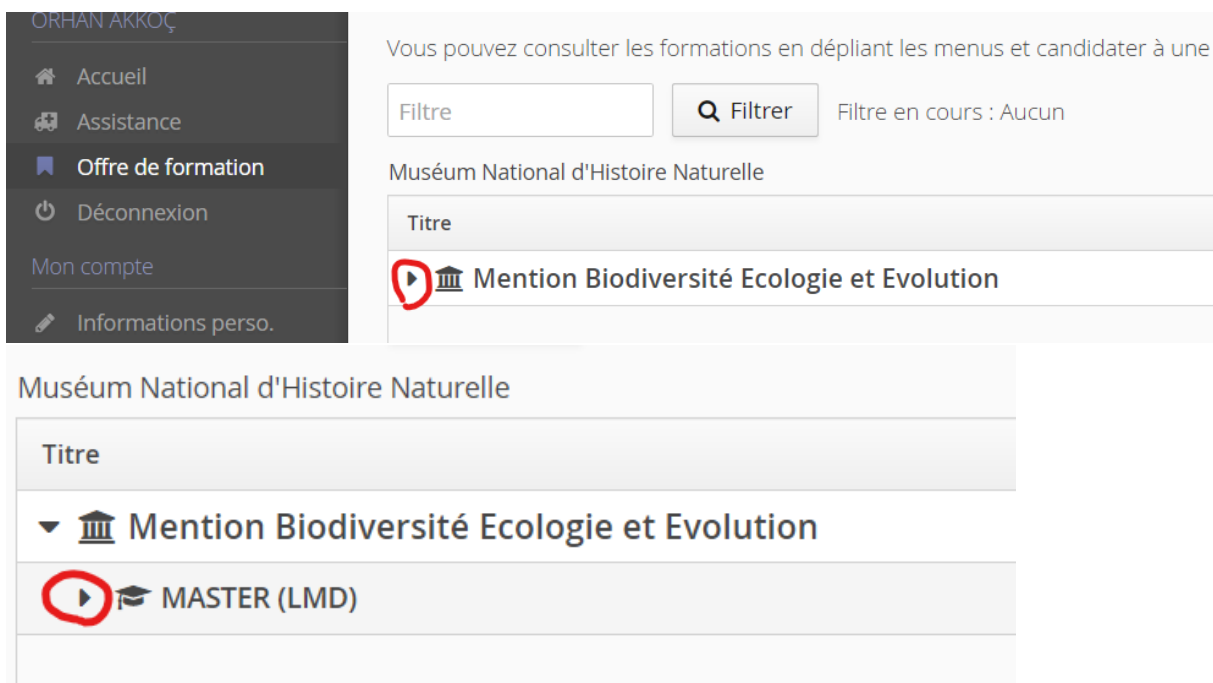 ORHAN AKKOÇ
Accueil
Assistance
Offre de formation
Déconnexion
Mon compte
Informations perso.
Vous pouvez consulter les formations en dépliant les menus et candidater à une
Filtre
Filtrer
Filtre en cours : Aucun
Muséum National d'Histoire Naturelle
Titre
Mention Biodiversité Ecologie et Evolution
Muséum National d'Histoire Naturelle
Titre
Mention Biodiversité Ecologie et Evolution
MASTER (LMD)